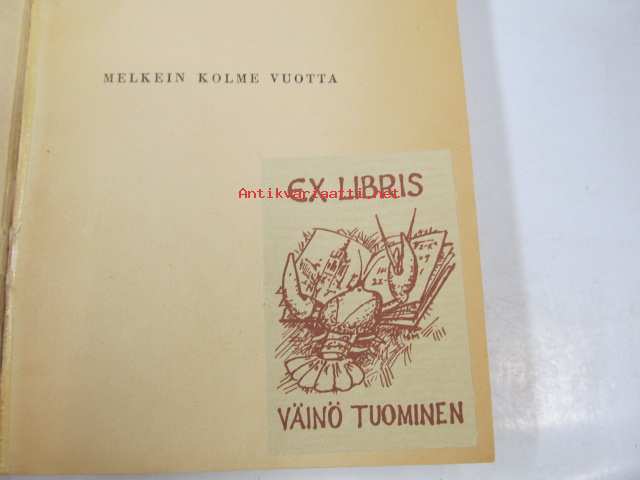 MELKEIN KOLME VUOTTA
EX LIBRIS
Antikvariaatti.net
VÄINÖ TUOMINEN